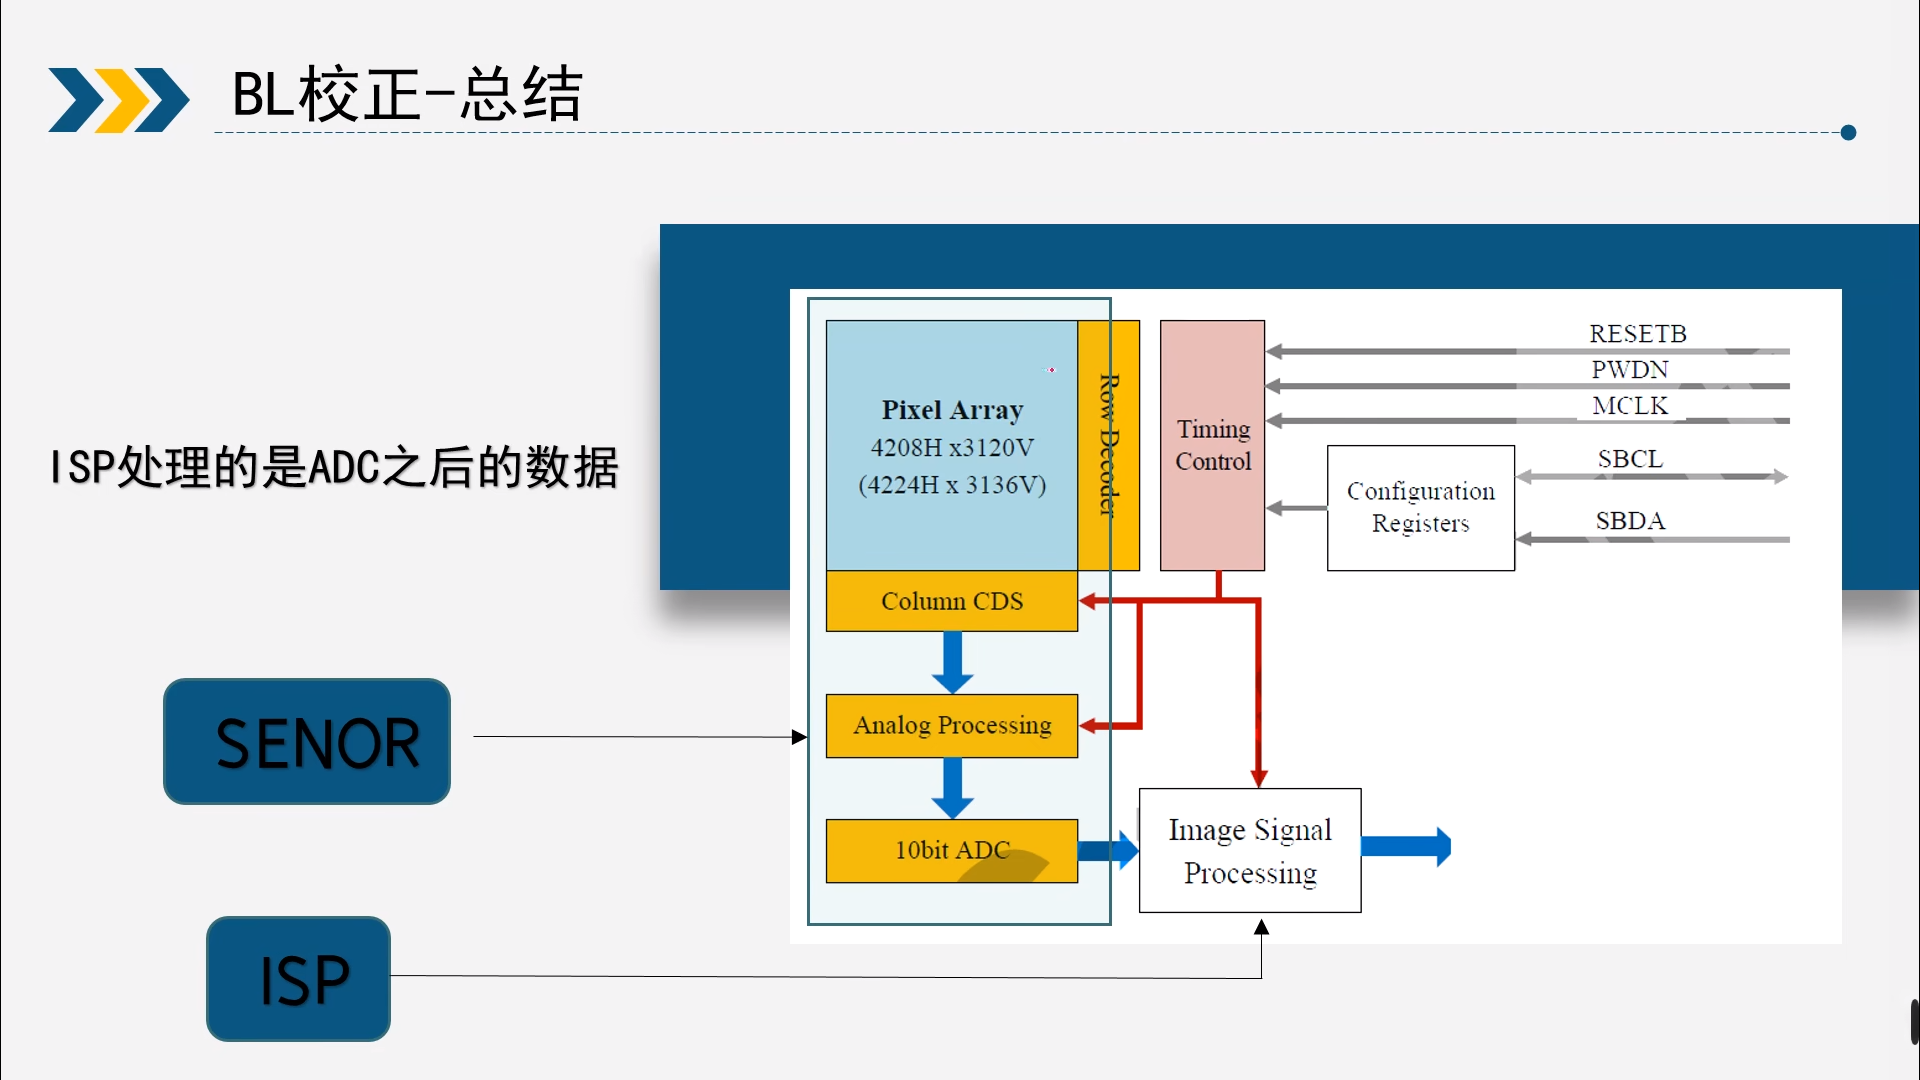 BL校正-总结
ISP处理的是ADC之后的数据
SENOR
ISP
Pixel Array
4208H x3120V
(4224H x 3136V)
Row Decoder
Column CDS
Analog Processing
10bit ADC
Timing
Control
Configuration
Registers
RESETB
PWDN
MCLK
SBCL
SBDA
Image Signal
Processing